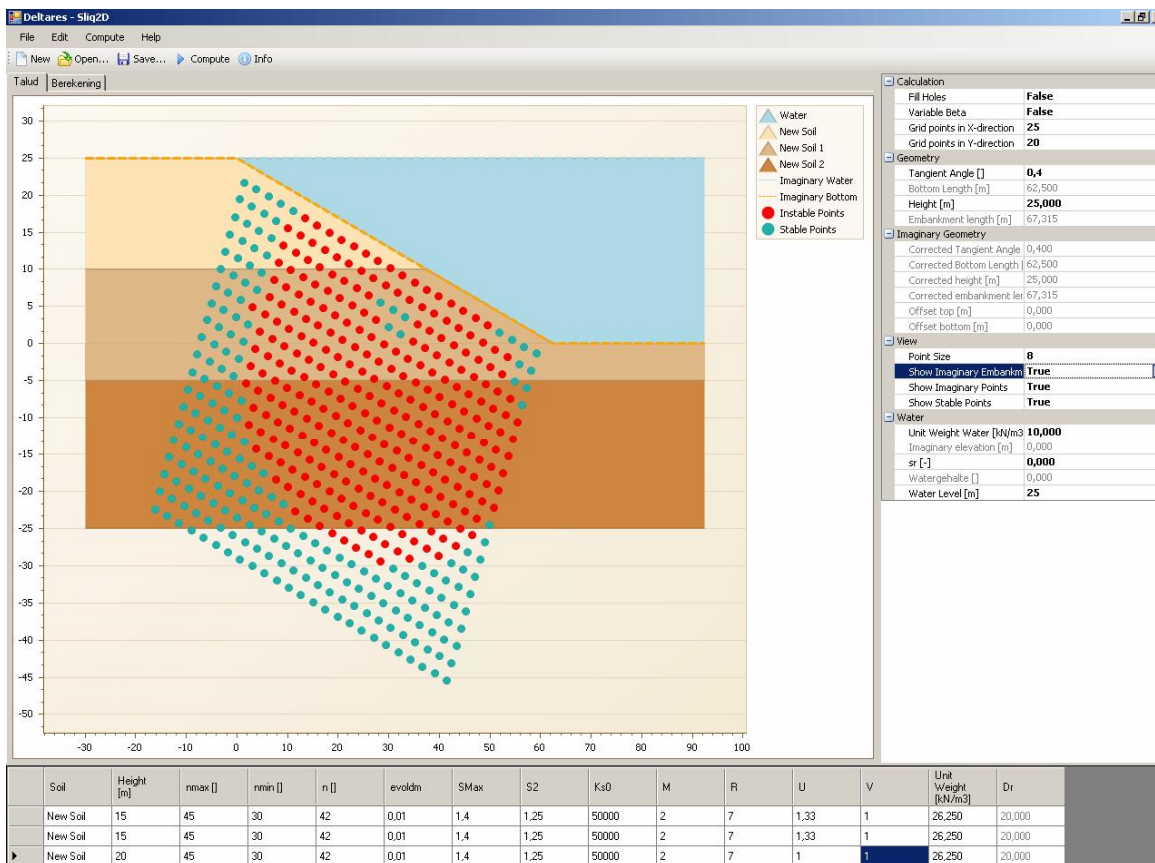 Deltares - Sliq2D
File Edit Compute Help
New Open... Save... Compute Info
Talud Berekening
30
25
20
15
10
5
0
-5
-10
-15
-20
-25
-30
-35
-40
-45
-50
-30 -20 -10 0 10 20 30 40 50 60 70 80 90 100
Water
New Soil
New Soil 1
New Soil 2
Imaginary Water
Imaginary Bottom
Instable Points
Stable Points
Calculation
Fill Holes False
Variable Beta False
Grid points in X-direction 25
Grid points in Y-direction 20
Geometry
Tangient Angle [] 0,4
Bottom Length [m] 62,500
Height [m] 25,000
Embankment length [m] 67,315
Imaginary Geometry
Corrected Tangient Angle 0,400
Corrected Bottom Length [ 62,500
Corrected height [m] 25,000
Corrected embankment ler 67,315
Offset top [m] 0,000
Offset bottom [m] 0,000
View
Point Size 8
Show Imaginary Embankm True
Show Imaginary Points True
Show Stable Points True
Water
Unit Weight Water [kN/m3 10,000
Imaginary elevation [m] 0,000
sr [-] 0,000
Watergehalte [] 0,000
Water Level [m] 25
Soil Height [m] nmax [] nmin [] n [] evoldm SMax S2 Ks0 M R U V Unit Weight [kN/m3] Dr
New Soil 15 45 30 42 0,01 1,4 1,25 50000 2 7 1,33 1 26,250 20,000
New Soil 15 45 30 42 0,01 1,4 1,25 50000 2 7 1,33 1 26,250 20,000
New Soil 20 45 30 42 0,01 1,4 1,25 50000 2 7 1 1 26,250 20,000